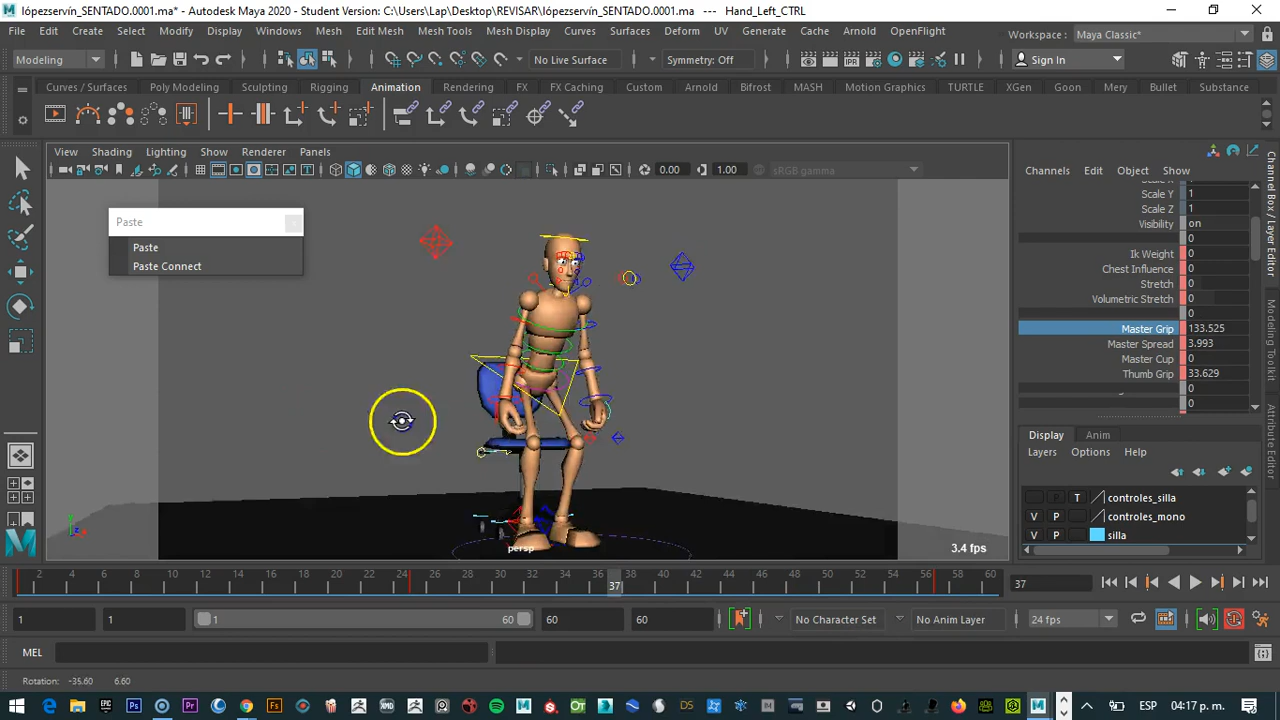 lópezservín_SENTADO.0001.ma* - Autodesk Maya 2020 - Student Version: C:\Users\Lap\Desktop\REVISAR\lópezservín_SENTADO.0001.ma --- Hand_Left_CTRL
File Edit Create Select Modify Display Windows Mesh Edit Mesh Mesh Tools Mesh Display Curves Surfaces Deform UV Generate Cache Arnold OpenFlight
Workspace : Maya Classic*
Modeling
No Live Surface
Symmetry: Off
Sign In
Curves / Surfaces Poly Modeling Sculpting Rigging Animation Rendering FX FX Caching Custom Arnold Bifrost MASH Motion Graphics TURTLE XGen Goon Mery Bullet Substance
View Shading Lighting Show Renderer Panels
0.00 1.00 sRGB gamma
Paste
Paste
Paste Connect
persp
3.4 fps
Channels Edit Object Show
Scale Y 1
Scale Z 1
Visibility on
0
Ik Weight 0
Chest Influence 0
Stretch 0
Volumetric Stretch 0
0
Master Grip 133.525
Master Spread 3.993
Master Cup 0
Thumb Grip 33.629
0
0
Display Anim
Layers Options Help
T controles_silla
V P controles_mono
V P silla
Channel Box / Layer Editor
Modeling Toolkit
Attribute Editor
2 4 6 8 10 12 14 16 18 20 22 24 26 28 30 32 34 36 37 38 40 42 44 46 48 50 52 54 56 58 60
37
1 1 1 60 60 60
No Character Set
No Anim Layer
24 fps
MEL
Rotation: -35.60 6.60
ESP 04:17 p. m.